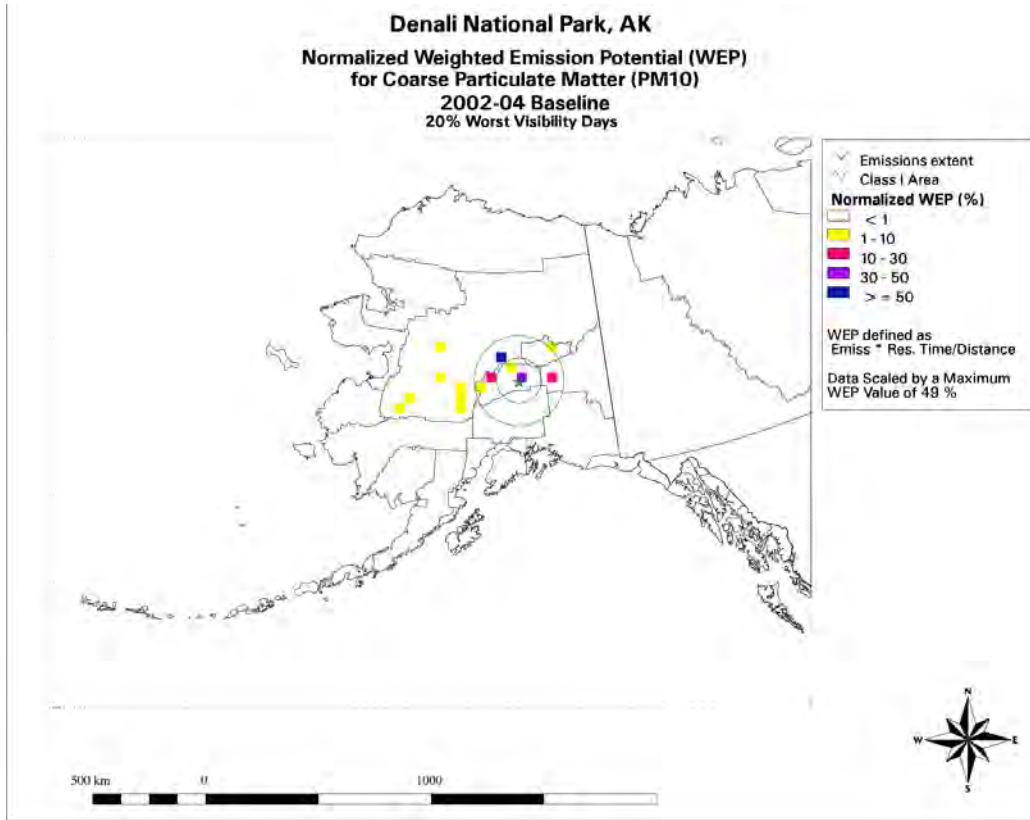 Denali National Park, AK
Normalized Weighted Emission Potential (WEP)
for Coarse Particulate Matter (PM10)
2002-04 Baseline
20% Worst Visibility Days
Emissions extent
Class I Area
Normalized WEP (%)
< 1
1 - 10
10 - 30
30 - 50
> = 50
WEP defined as
Emiss * Res. Time/Distance
Data Scaled by a Maximum
WEP Value of 49 %
N
W E
S
500 km 0 1000